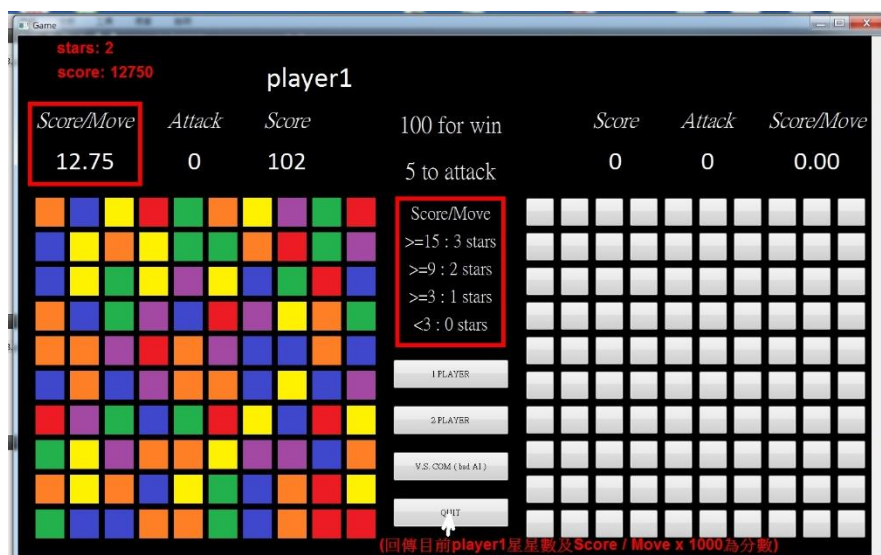 Game
stars: 2
score: 12750
player1
Score/Move Attack Score
12.75 0 102
100 for win
5 to attack
Score Attack Score/Move
0 0 0.00
Score/Move
>=15 : 3 stars
>=9 : 2 stars
>=3 : 1 stars
<3 : 0 stars
1 PLAYER
2 PLAYER
V.S. COM ( bad AI )
QUIT
(回傳目前player1星星數及Score / Move x 1000為分數)